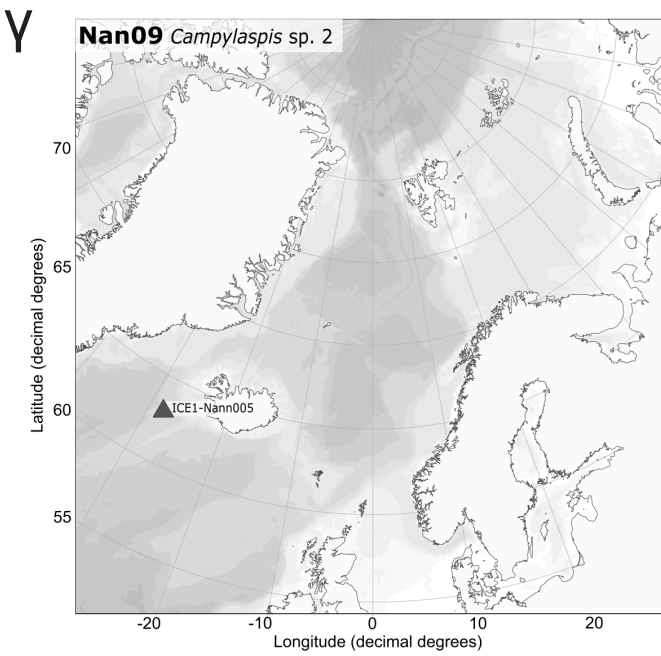 Y
Nan09 Campylaspis sp. 2
70
65
60
55
Latitude (decimal degrees)
ICE1-Nann005
-20 -10 0 10 20
Longitude (decimal degrees)